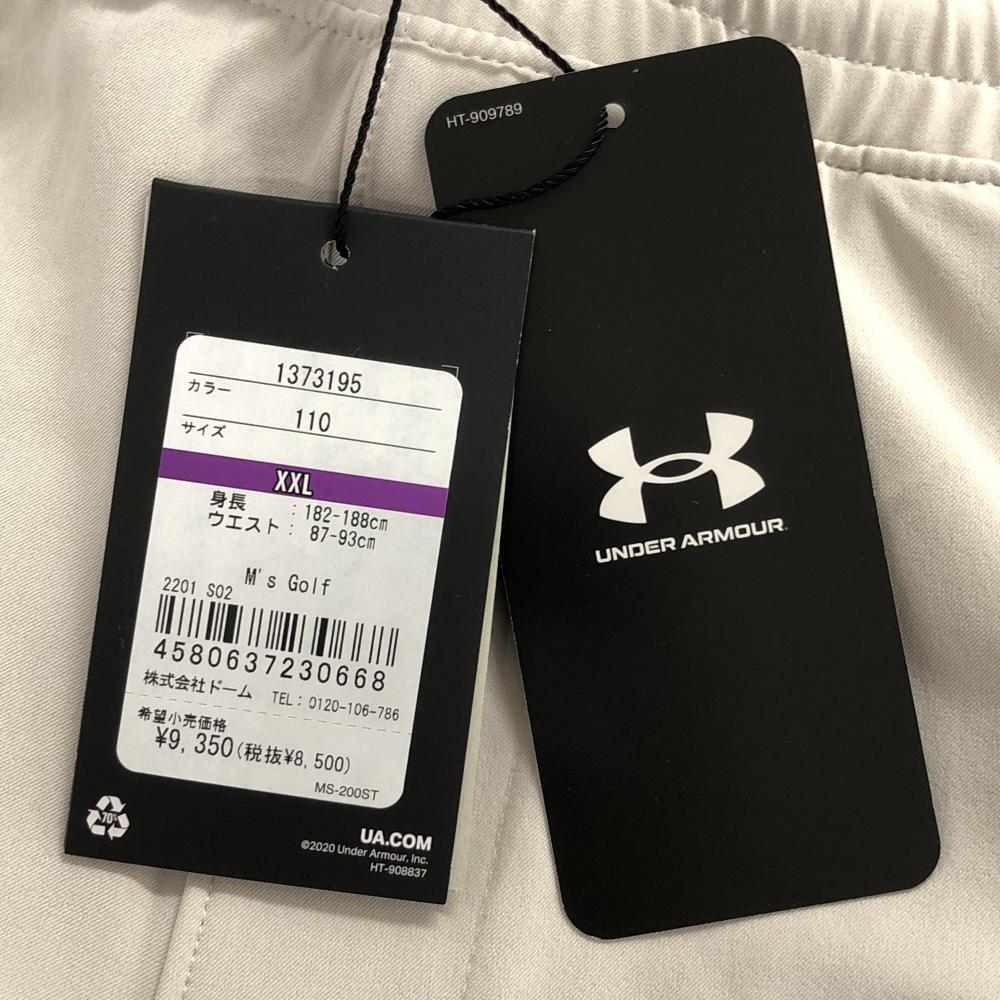 1373195
カラー
110
サイズ
XXL
身長 : 182-188cm
ウエスト : 87-93cm
M's Golf
2201 S02
4580637230668
株式会社ドーム TEL: 0120-106-786
希望小売価格
¥9,350(税抜¥8,500)
MS-200ST
70%
UA.COM
©2020 Under Armour, Inc.
HT-908837
HT-909789
UNDER ARMOUR.